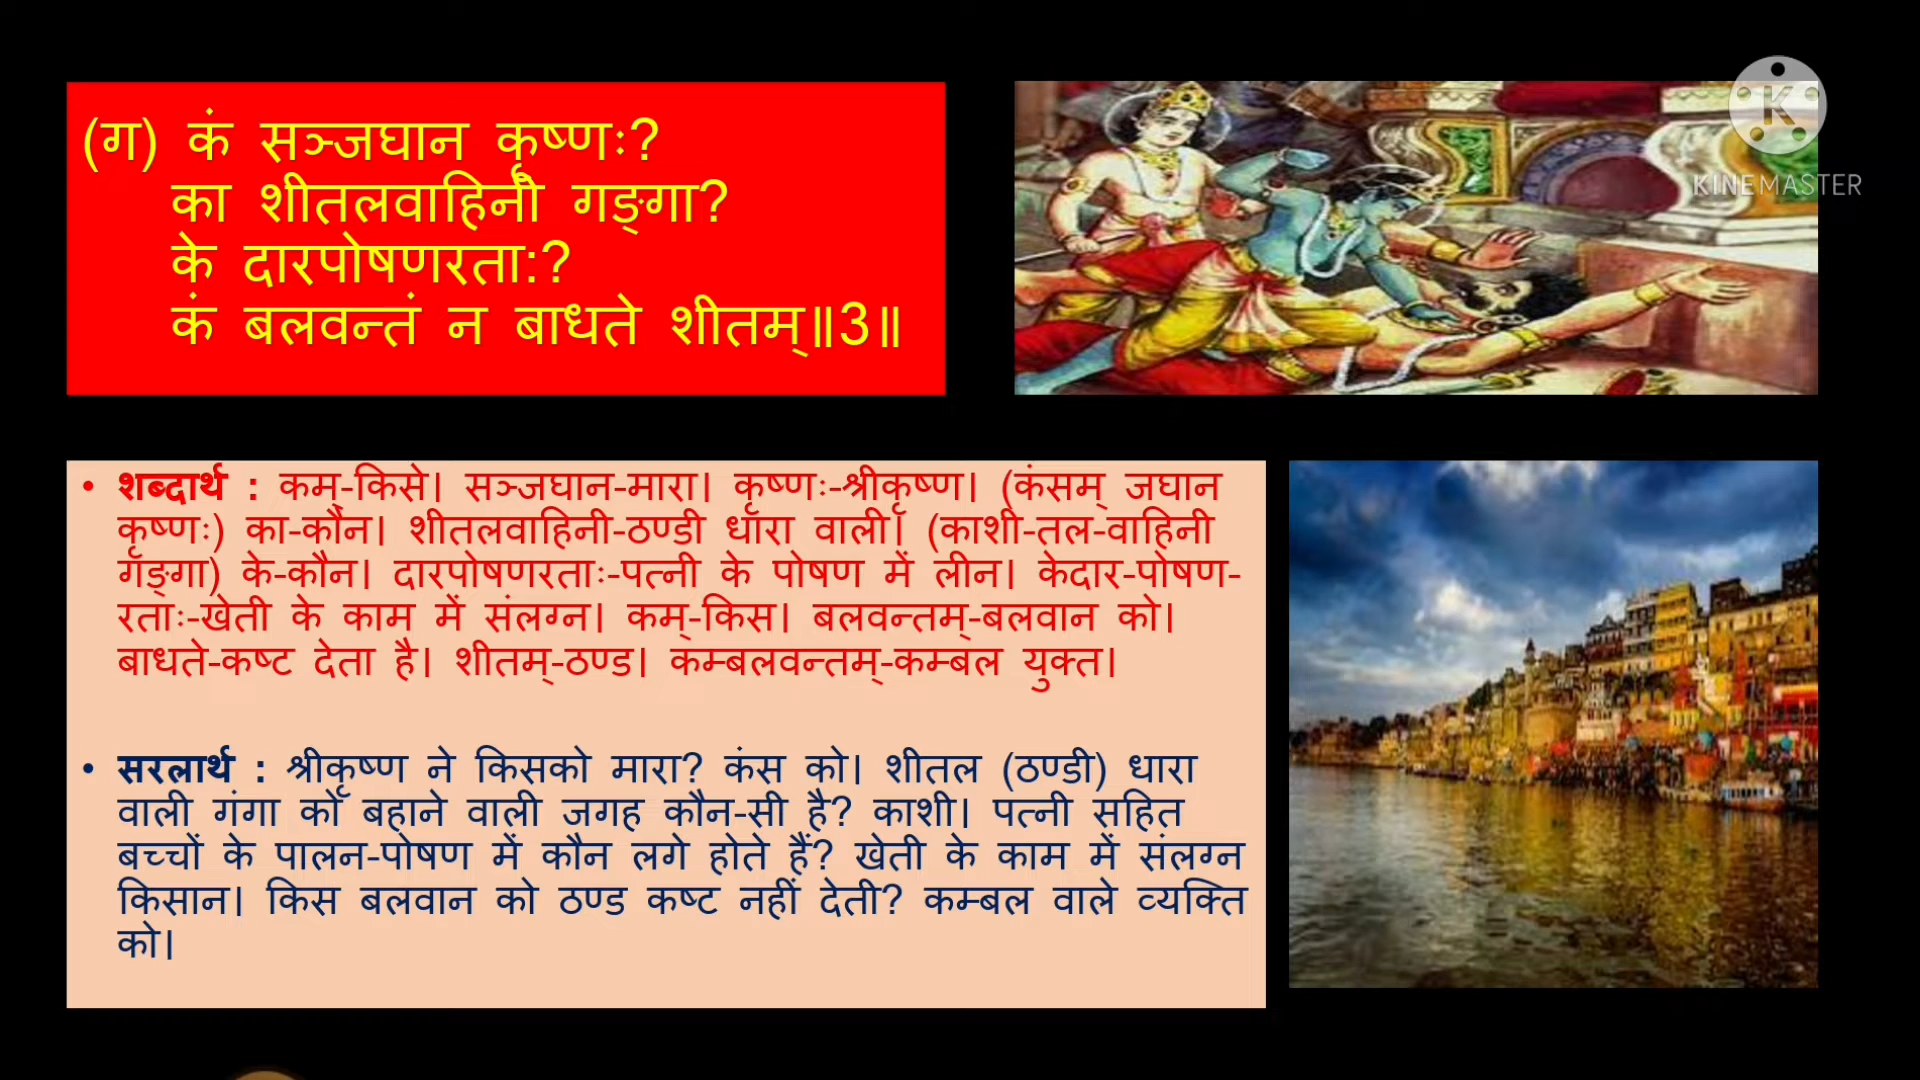 (ग) कं सञ्जघान कृष्णः?
का शीतलवाहिनी गङ्गा?
के दारपोषणरता:?
कं बलवन्तं न बाधते शीतम्॥3॥
K
KINEMASTER
• शब्दार्थ : कम्-किसे। सञ्जघान-मारा। कृष्णः-श्रीकृष्ण। (कंसम् जघान
कृष्णः) का-कौन। शीतलवाहिनी-ठण्डी धारा वाली। (काशी-तल-वाहिनी
गङ्गा) के-कौन। दारपोषणरताः-पत्नी के पोषण में लीन। केदार-पोषण-
रताः-खेती के काम में संलग्न। कम्-किस। बलवन्तम्-बलवान को।
बाधते-कष्ट देता है। शीतम्-ठण्ड। कम्बलवन्तम्-कम्बल युक्त।
• सरलार्थ : श्रीकृष्ण ने किसको मारा? कंस को। शीतल (ठण्डी) धारा
वाली गंगा को बहाने वाली जगह कौन-सी है? काशी। पत्नी सहित
बच्चों के पालन-पोषण में कौन लगे होते हैं? खेती के काम में संलग्न
किसान। किस बलवान को ठण्ड कष्ट नहीं देती? कम्बल वाले व्यक्ति
को।